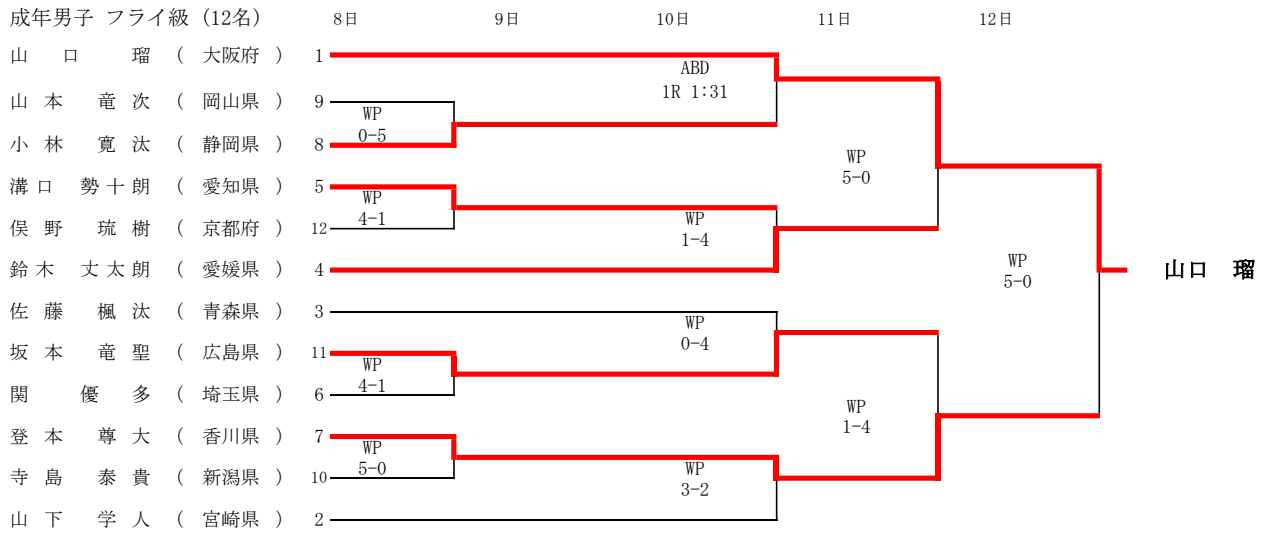 成年男子 フライ級 (12名) 8日 9日 10日 11日 12日
山口 瑠 ( 大阪府 ) 1
ABD
1R 1:31
山本 竜次 ( 岡山県 ) 9
WP
0-5
小林 寛汰 ( 静岡県 ) 8
WP
5-0
溝口 勢十朗 ( 愛知県 ) 5
WP
4-1
俣野 琉樹 ( 京都府 ) 12
WP
1-4
鈴木 丈太朗 ( 愛媛県 ) 4
WP
5-0
山口 瑠
佐藤 楓汰 ( 青森県 ) 3
WP
0-4
坂本 竜聖 ( 広島県 ) 11
WP
4-1
関 優多 ( 埼玉県 ) 6
WP
1-4
登本 尊大 ( 香川県 ) 7
WP
5-0
寺島 泰貴 ( 新潟県 ) 10
WP
3-2
山下 学人 ( 宮崎県 ) 2